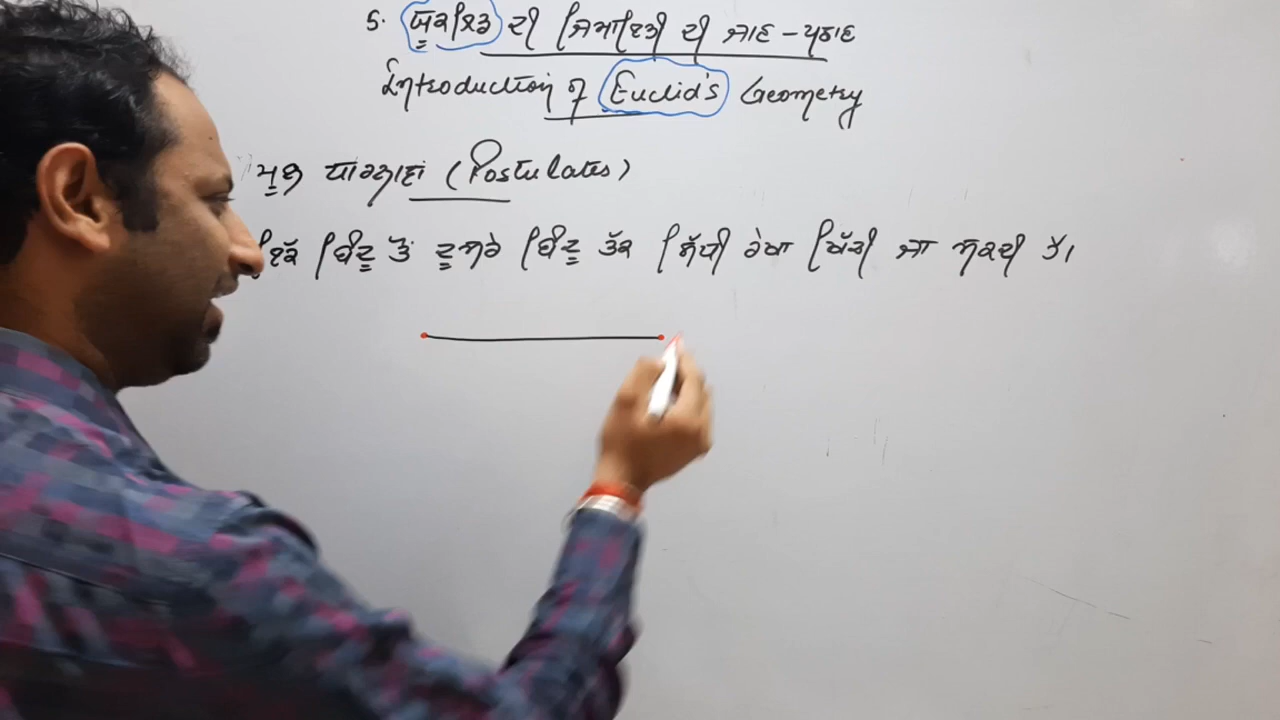 5. ਯੂਕਲਿਡ ਦੀ ਜਿਆਮਿਤੀ ਦੀ ਜਾਣ-ਪਛਾਣ
Introduction of Euclid's Geometry
ਮੂਲ ਧਾਰਨਾਵਾਂ (Postulates)
ਇੱਕ ਬਿੰਦੂ ਤੋਂ ਦੂਸਰੇ ਬਿੰਦੂ ਤੱਕ ਸਿੱਧੀ ਰੇਖਾ ਖਿੱਚੀ ਜਾ ਸਕਦੀ ਹੈ।